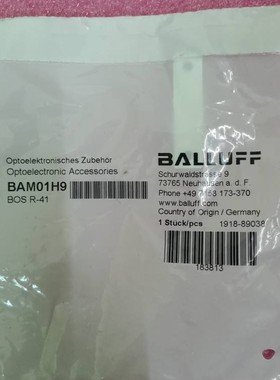 Optoelektronisches Zubehör
Optoelectronic Accessories
BAM01H9
BOS R-41
BALLUFF
Schurwaldstrasse 9
73765 Neuhausen a. d. F.
Phone +49 7158 173-370
www.balluff.com
Country of Origin / Germany
1 Stück/pcs 1918-89038
183813